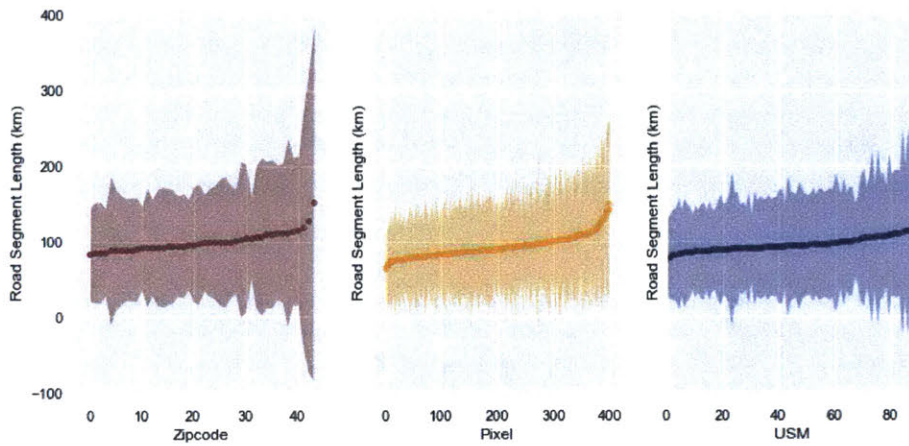 400
300
200
100
0
−100
Road Segment Length (km)
0 10 20 30 40
Zipcode
Road Segment Length (km)
0 100 200 300 400
Pixel
Road Segment Length (km)
0 20 40 60 80
USM